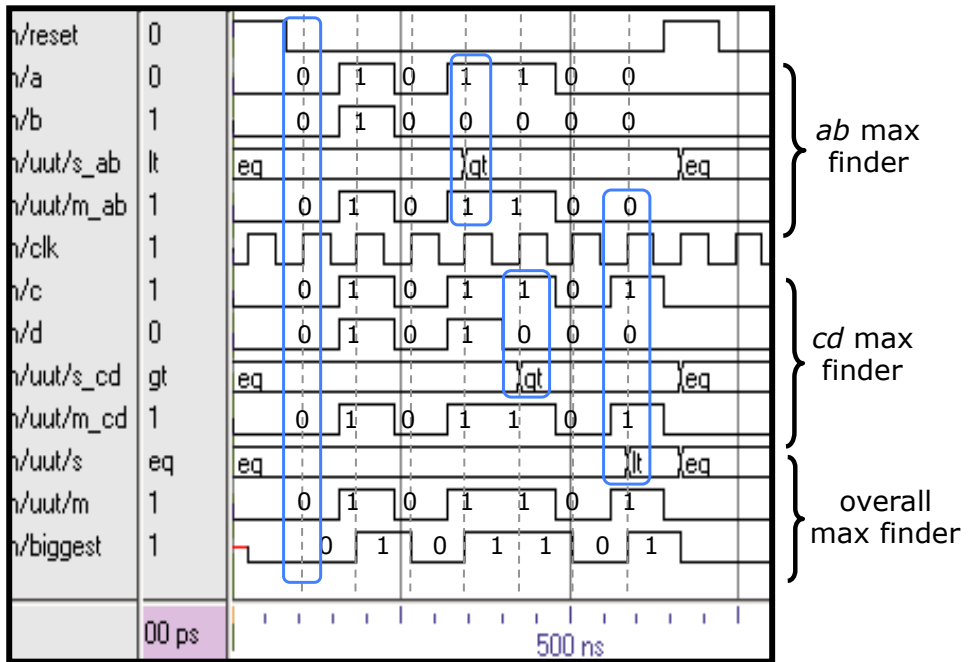 n/reset 0
n/a 0 0 1 0 1 1 0 0
n/b 1 0 1 0 0 0 0 0
n/uut/s_ab lt eq gt eq
n/uut/m_ab 1 0 1 0 1 1 0 0
n/clk 1
n/c 1 0 1 0 1 1 0 1
n/d 0 0 1 0 1 0 0 0
n/uut/s_cd gt eq gt eq
n/uut/m_cd 1 0 1 0 1 1 0 1
n/uut/s eq eq lt eq
n/uut/m 1 0 1 0 1 1 0 1
n/biggest 1 0 1 0 1 1 0 1
00 ps 500 ns
ab max
finder
cd max
finder
overall
max finder